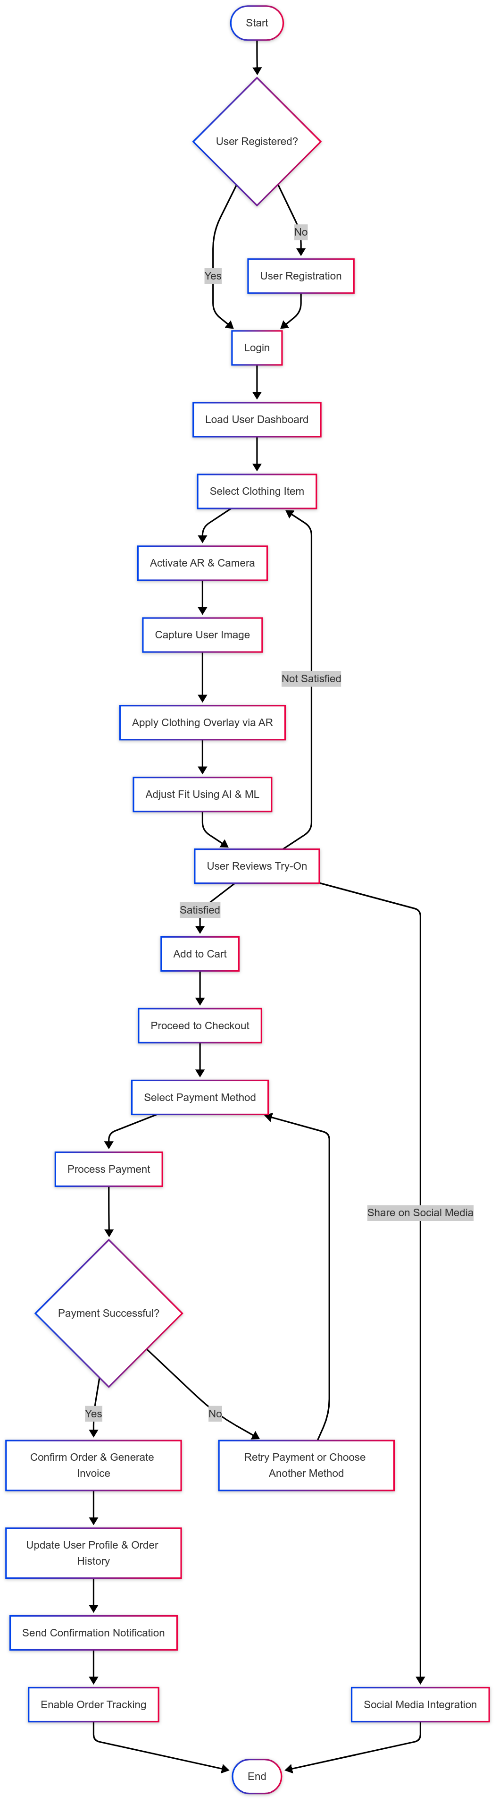 Start
User Registered?
No
Yes
User Registration
Login
Load User Dashboard
Select Clothing Item
Activate AR & Camera
Capture User Image
Not Satisfied
Apply Clothing Overlay via AR
Adjust Fit Using AI & ML
User Reviews Try-On
Satisfied
Add to Cart
Proceed to Checkout
Select Payment Method
Process Payment
Share on Social Media
Payment Successful?
Yes
No
Confirm Order & Generate
Invoice
Retry Payment or Choose
Another Method
Update User Profile & Order
History
Send Confirmation Notification
Enable Order Tracking
Social Media Integration
End